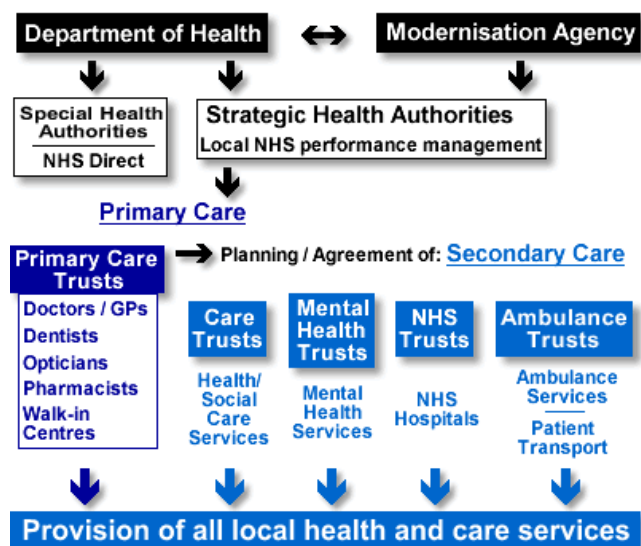 Department of Health
Modernisation Agency
Special Health
Authorities
NHS Direct
Strategic Health Authorities
Local NHS performance management
Primary Care
Primary Care
Trusts
Planning / Agreement of: Secondary Care
Doctors / GPs
Dentists
Opticians
Pharmacists
Walk-in
Centres
Care
Trusts
Health/
Social
Care
Services
Mental
Health
Trusts
Mental
Health
Services
NHS
Trusts
NHS
Hospitals
Ambulance
Trusts
Ambulance
Services
Patient
Transport
Provision of all local health and care services